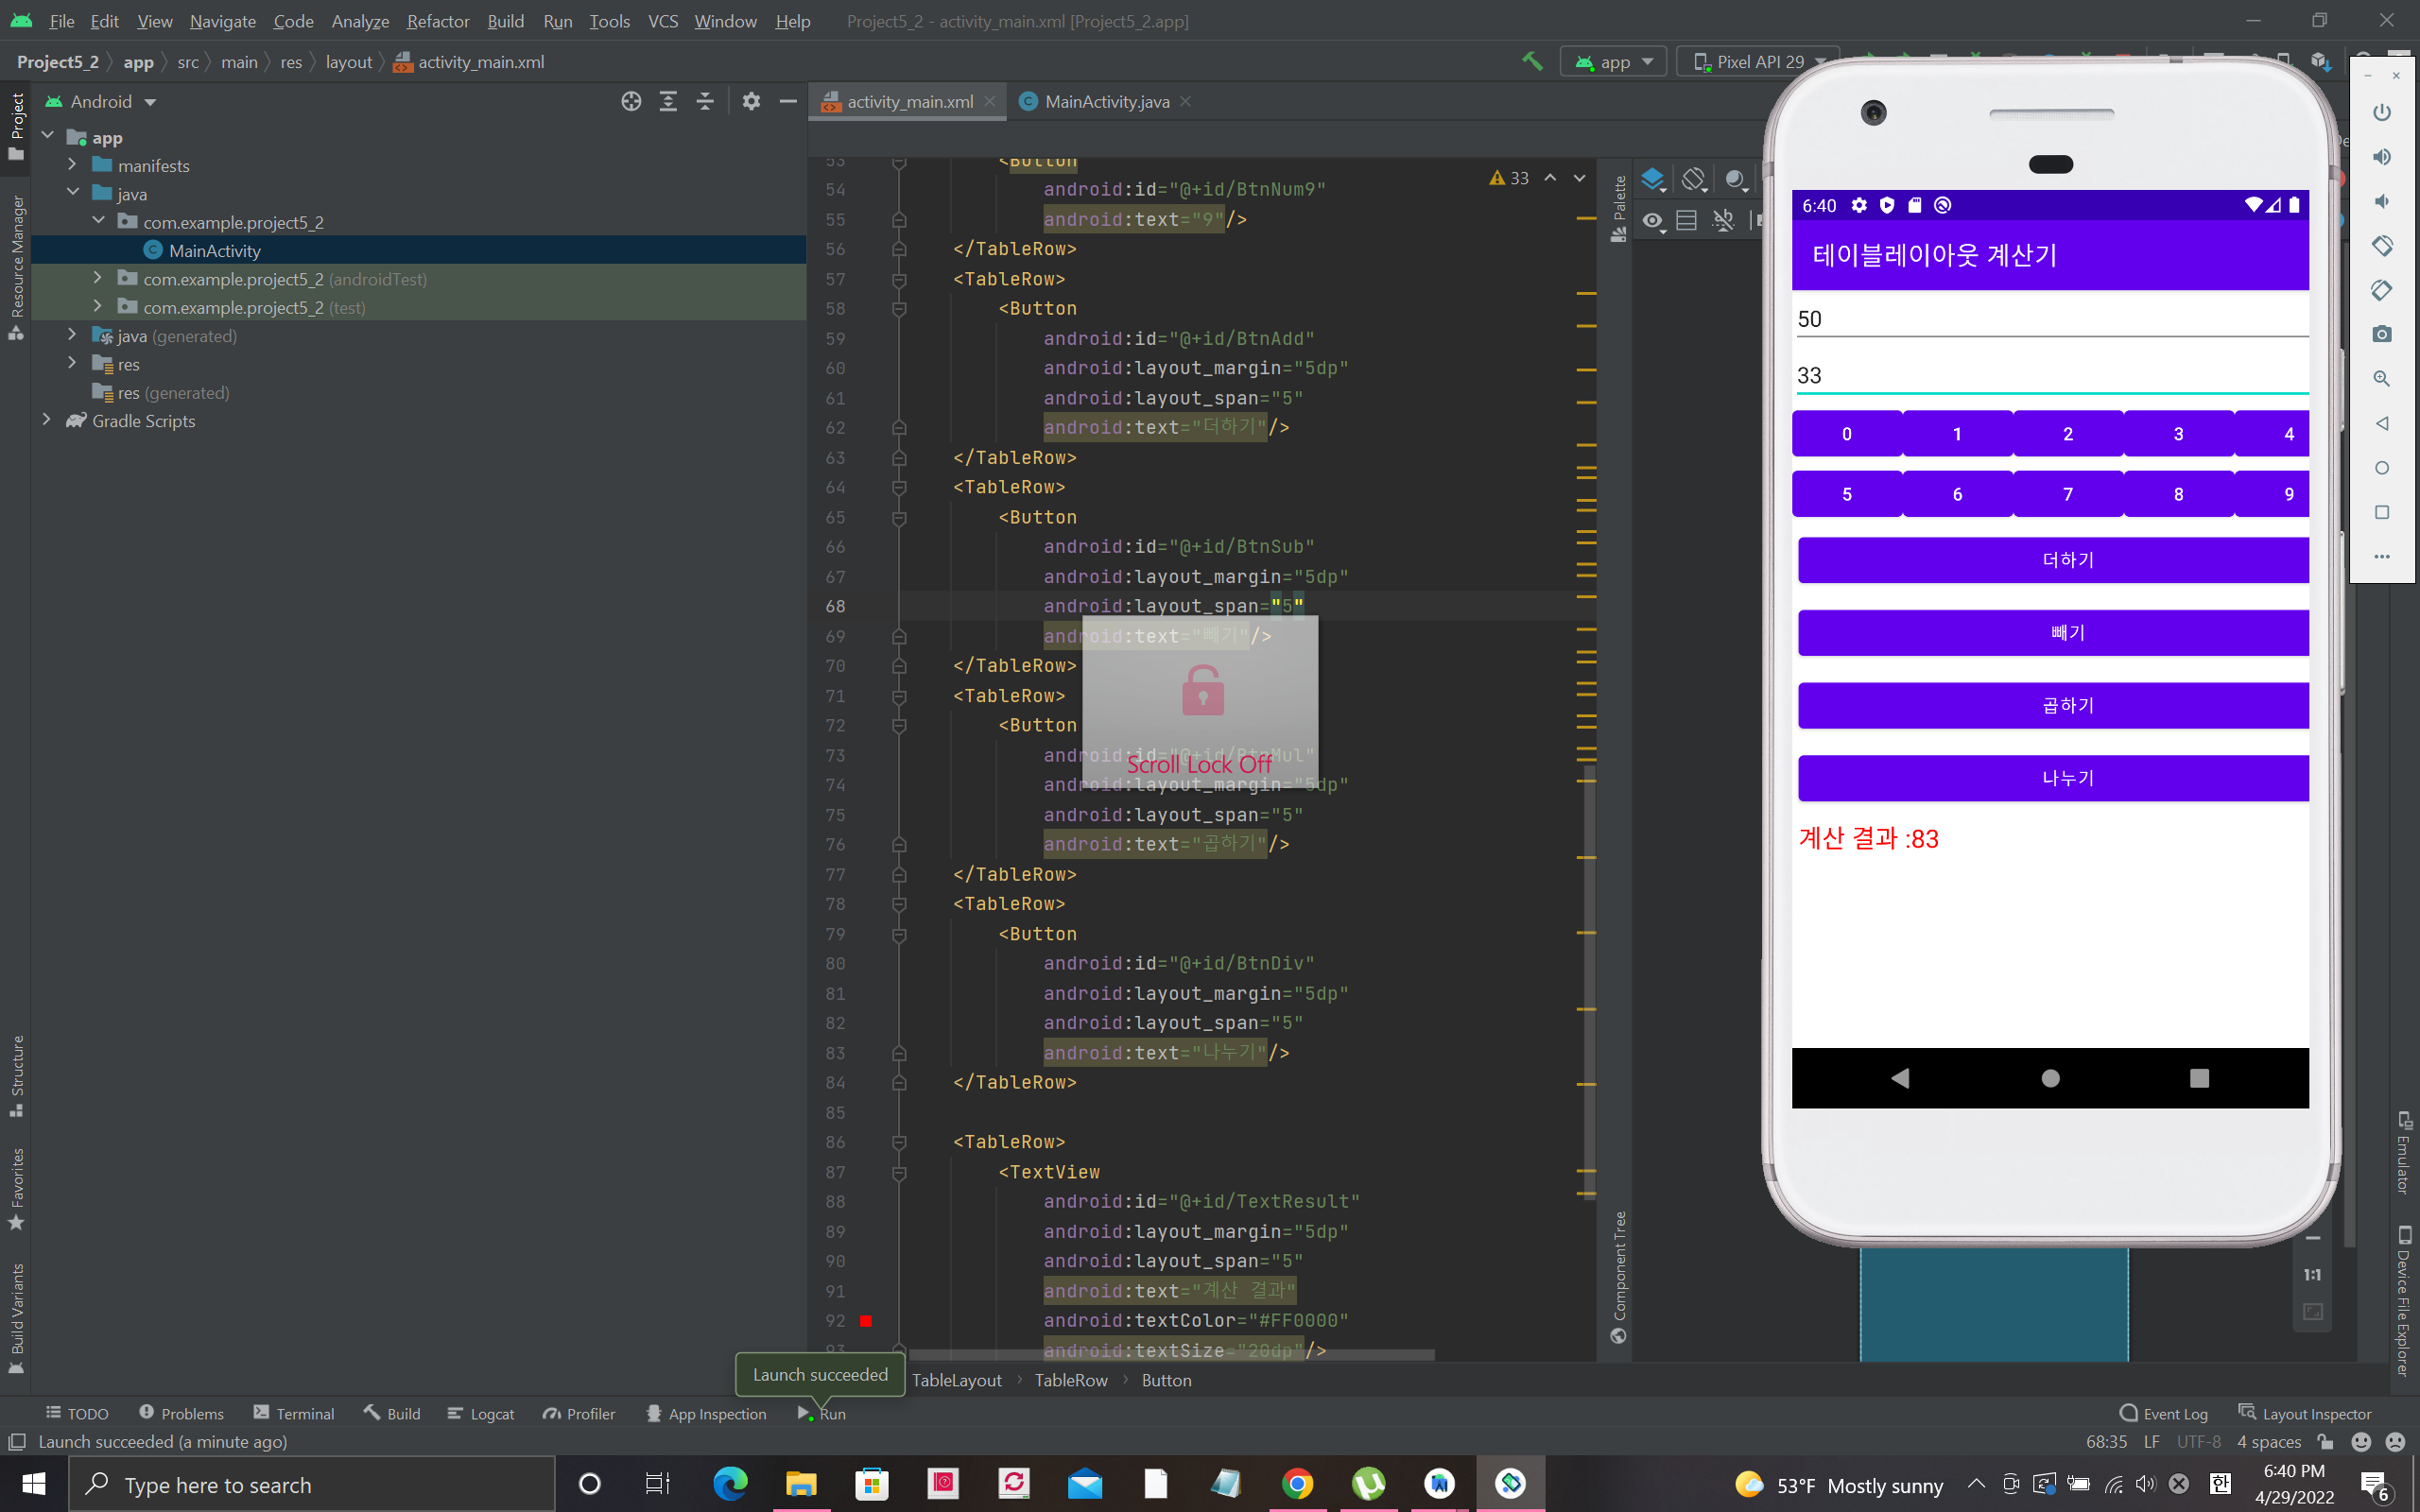 File Edit View Navigate Code Analyze Refactor Build Run Tools VCS Window Help Project5_2 - activity_main.xml [Project5_2.app]
Project5_2 app src main res layout activity_main.xml
app
Pixel API 29
Android
activity_main.xml
MainActivity.java
Project
Resource Manager
Structure
Favorites
Build Variants
app
manifests
java
com.example.project5_2
MainActivity
com.example.project5_2 (androidTest)
com.example.project5_2 (test)
java (generated)
res
res (generated)
Gradle Scripts
33
53 <Button
54 android:id="@+id/BtnNum9"
55 android:text="9"/>
56 </TableRow>
57 <TableRow>
58 <Button
59 android:id="@+id/BtnAdd"
60 android:layout_margin="5dp"
61 android:layout_span="5"
62 android:text="더하기"/>
63 </TableRow>
64 <TableRow>
65 <Button
66 android:id="@+id/BtnSub"
67 android:layout_margin="5dp"
68 android:layout_span="5"
69 android:text="빼기"/>
70 </TableRow>
71 <TableRow>
72 <Button
73 android:id="@+id/BtnMul"
74 android:layout_margin="5dp"
75 android:layout_span="5"
76 android:text="곱하기"/>
77 </TableRow>
78 <TableRow>
79 <Button
80 android:id="@+id/BtnDiv"
81 android:layout_margin="5dp"
82 android:layout_span="5"
83 android:text="나누기"/>
84 </TableRow>
85
86 <TableRow>
87 <TextView
88 android:id="@+id/TextResult"
89 android:layout_margin="5dp"
90 android:layout_span="5"
91 android:text="계산 결과"
92 android:textColor="#FF0000"
93 android:textSize="20dp"/>
Scroll Lock Off
Palette
Component Tree
6:40
테이블레이아웃 계산기
50
33
0 1 2 3 4
5 6 7 8 9
더하기
빼기
곱하기
나누기
계산 결과 :83
1:1
Emulator
Device File Explorer
Launch succeeded
TableLayout TableRow Button
TODO Problems Terminal Build Logcat Profiler App Inspection Run Event Log Layout Inspector
Launch succeeded (a minute ago)
68:35 LF UTF-8 4 spaces
Type here to search
53°F Mostly sunny
한
6:40 PM
4/29/2022
6